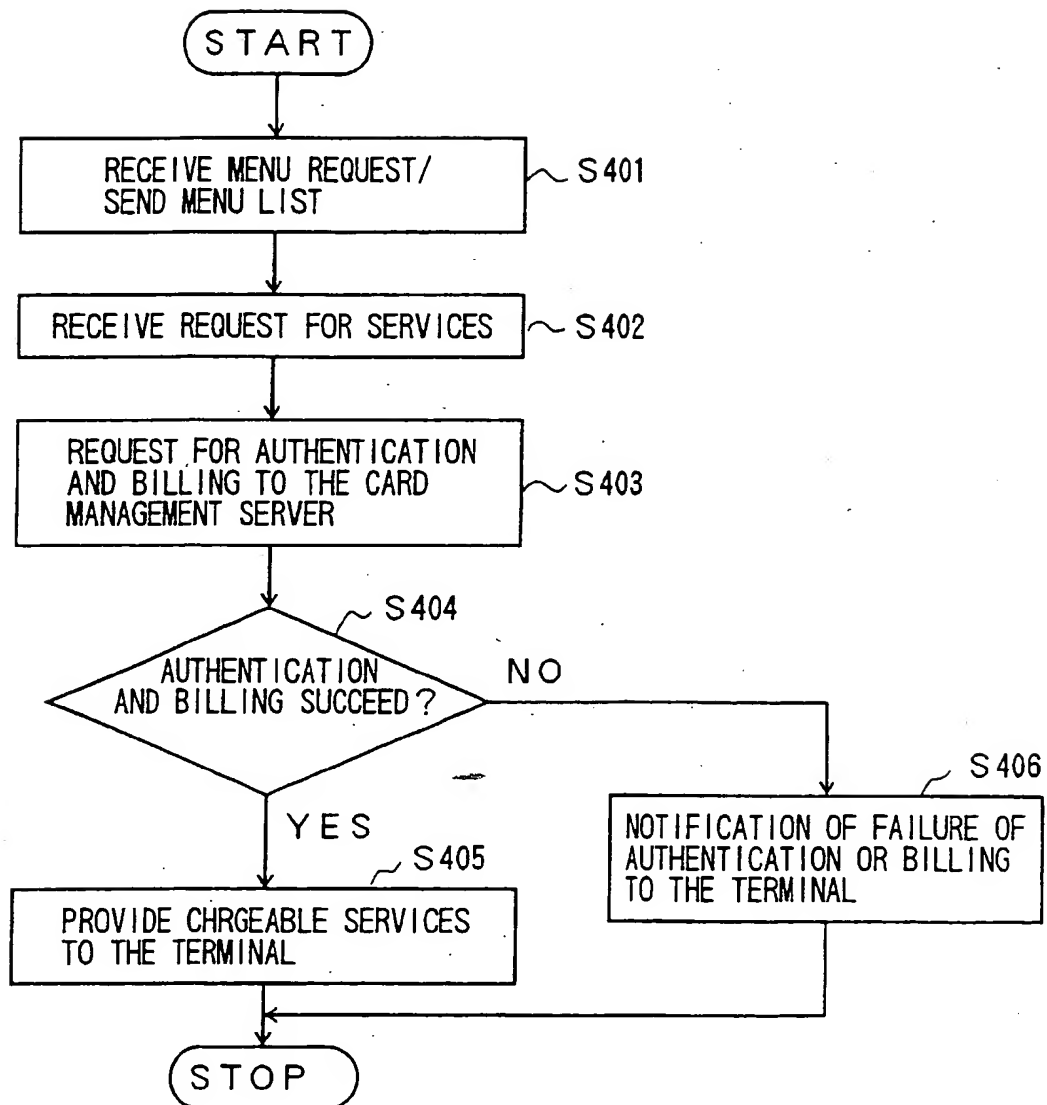 START
RECEIVE MENU REQUEST/
SEND MENU LIST
S401
RECEIVE REQUEST FOR SERVICES
S402
REQUEST FOR AUTHENTICATION
AND BILLING TO THE CARD
MANAGEMENT SERVER
S403
S404
AUTHENTICATION
AND BILLING SUCCEED?
NO
YES
S405
PROVIDE CHRGEABLE SERVICES
TO THE TERMINAL
S406
NOTIFICATION OF FAILURE OF
AUTHENTICATION OR BILLING
TO THE TERMINAL
STOP